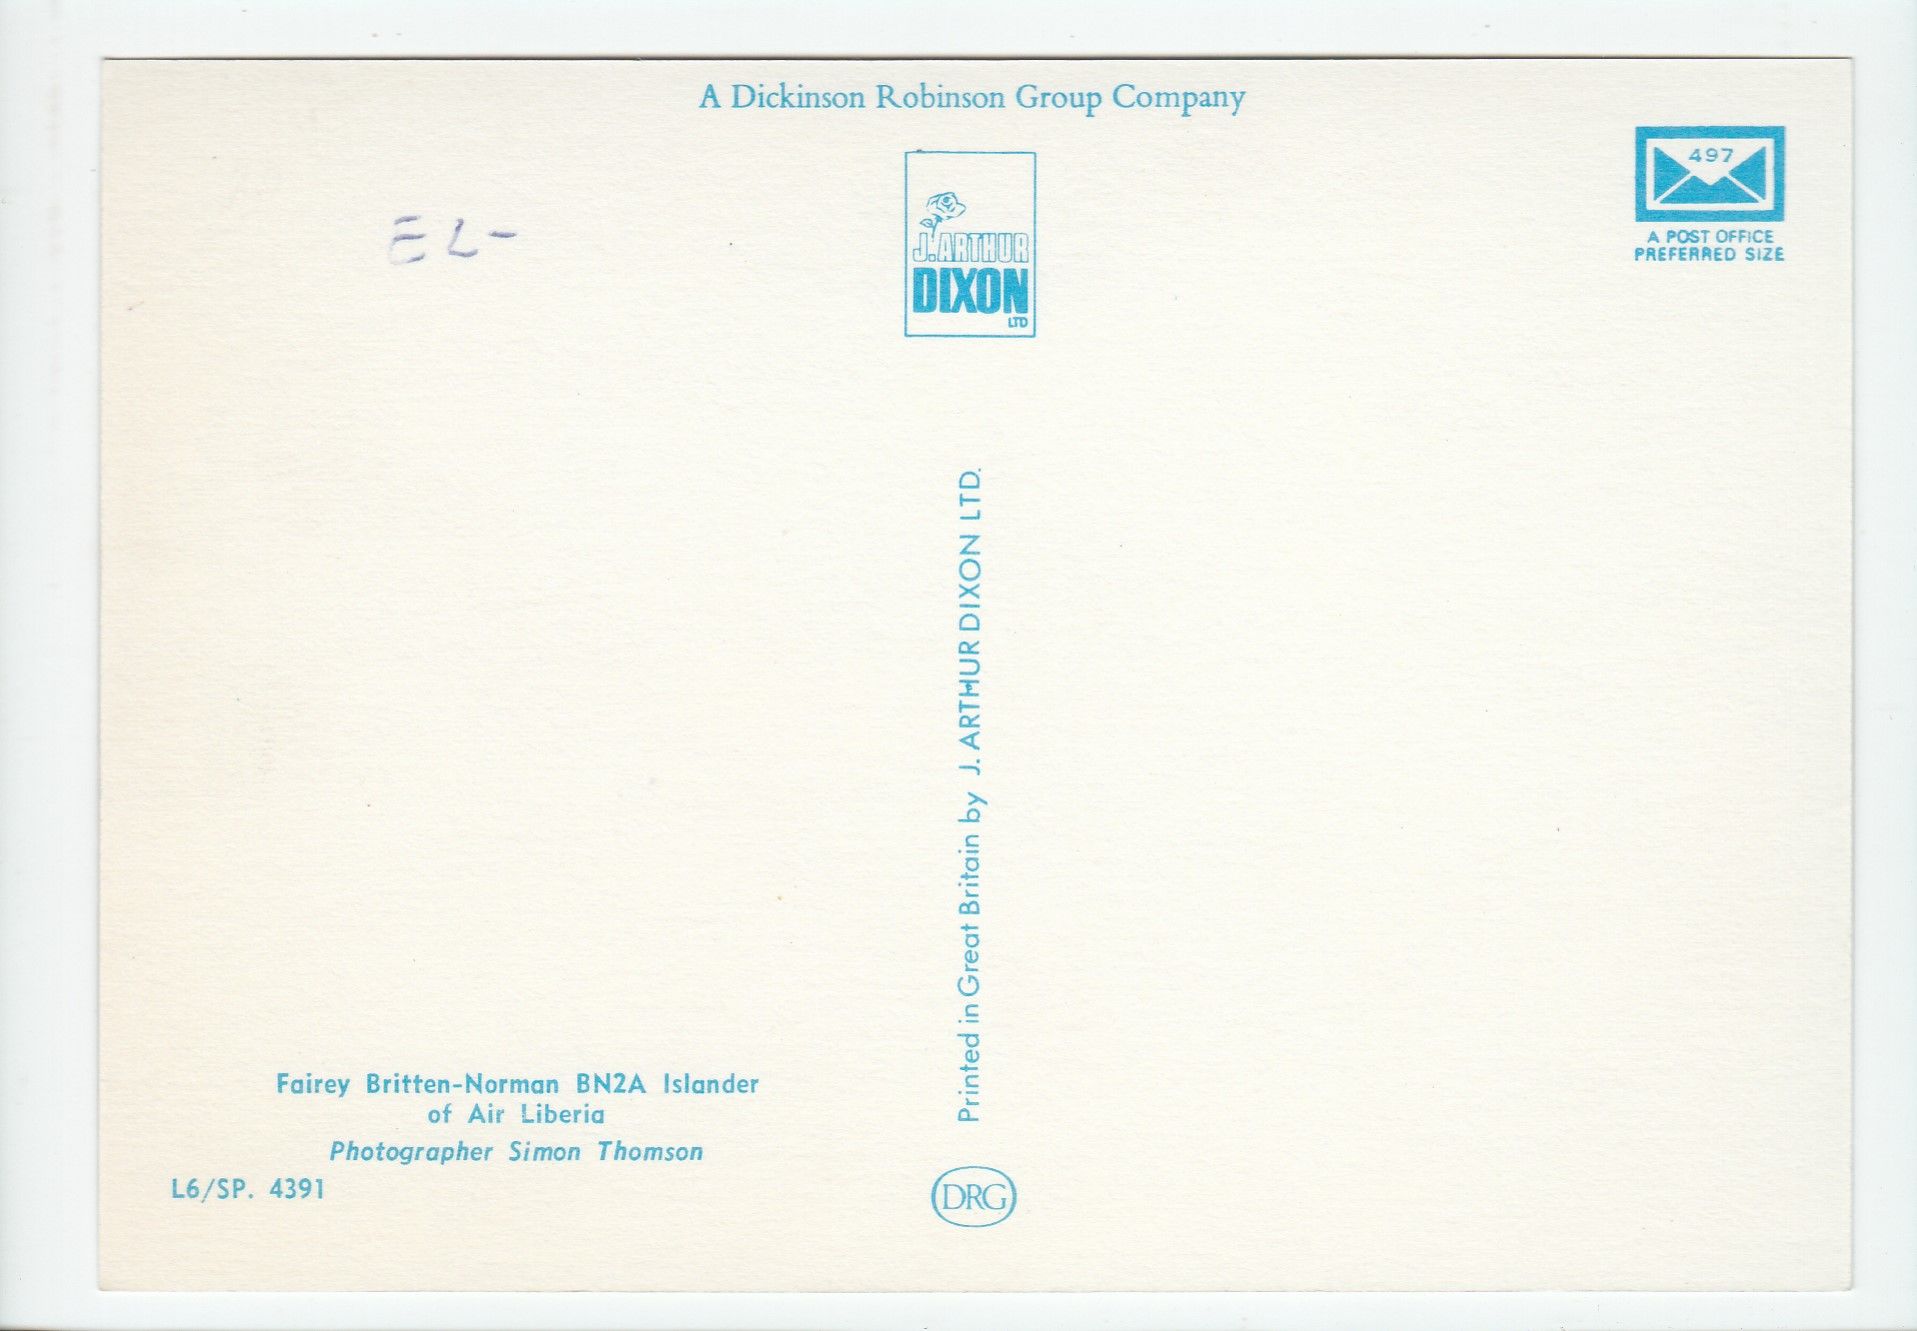 A Dickinson Robinson Group Company
497
A POST OFFICE
PREFERRED SIZE
EL-
J. ARTHUR
DIXON
LTD
Printed in Great Britain by J. ARTHUR DIXON LTD.
Fairey Britten-Norman BN2A Islander
of Air Liberia
Photographer Simon Thomson
L6/SP. 4391
DRG